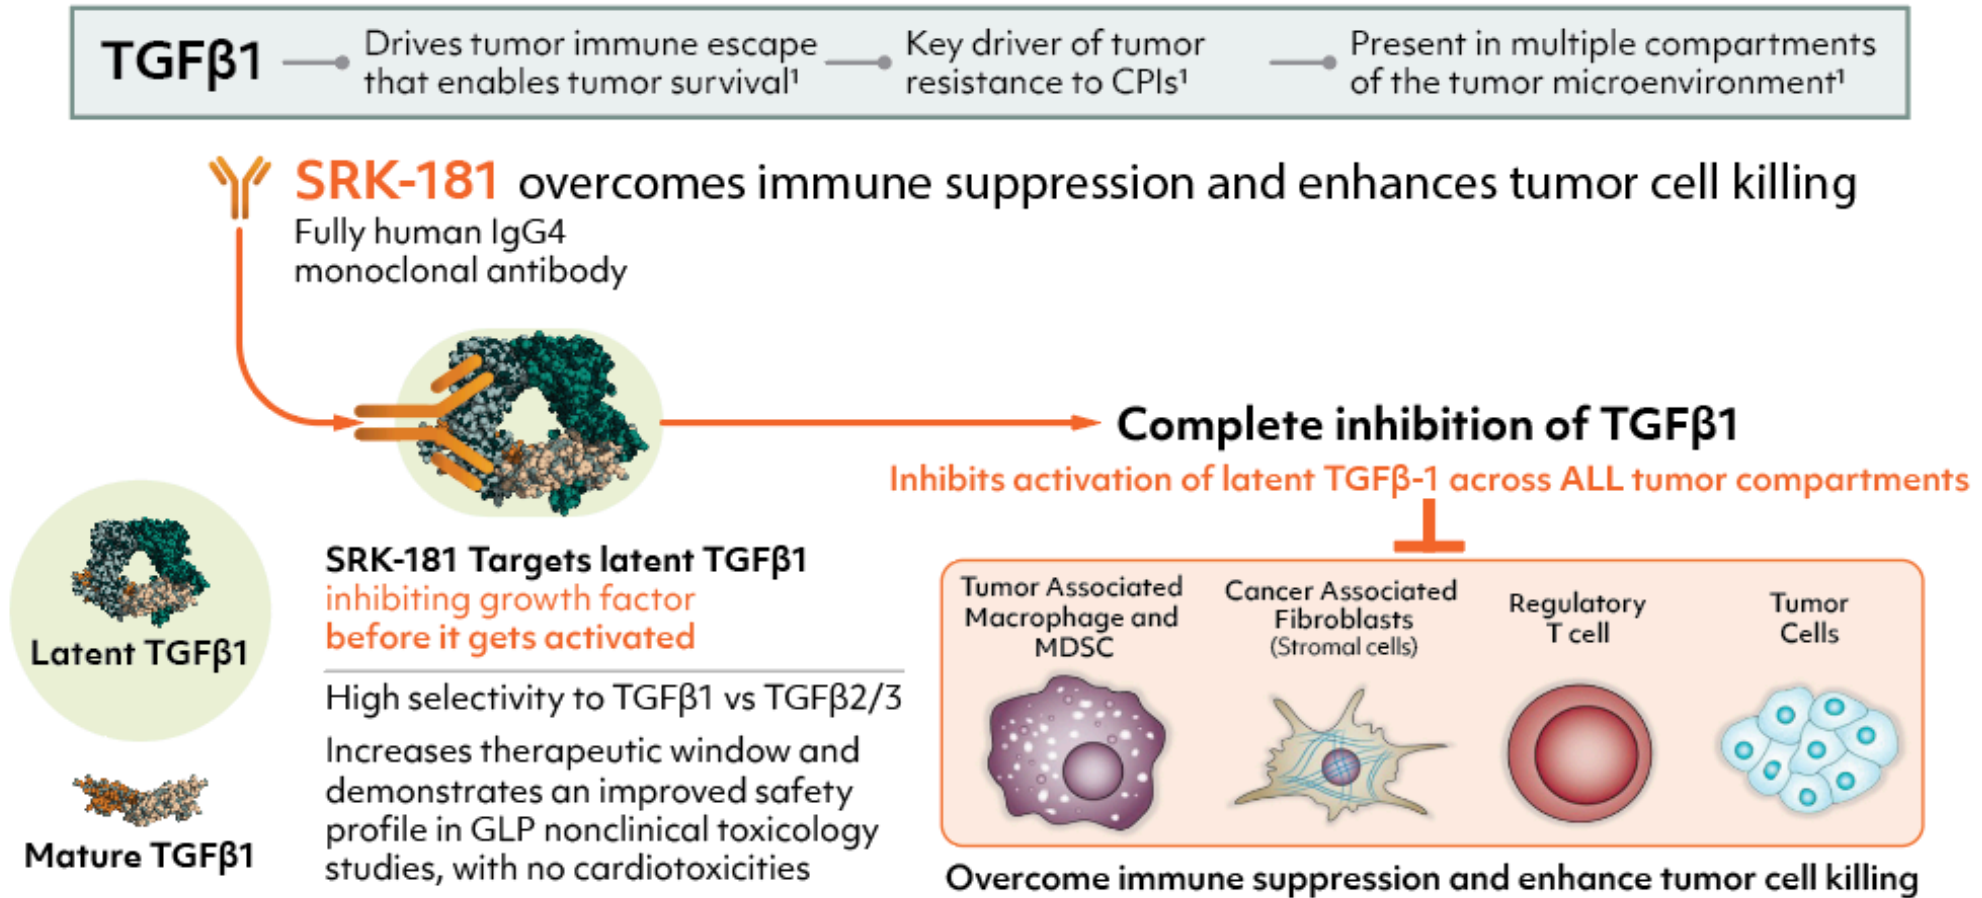 TGFβ1
Drives tumor immune escape
that enables tumor survival¹
Key driver of tumor
resistance to CPIs¹
Present in multiple compartments
of the tumor microenvironment¹
SRK-181 overcomes immune suppression and enhances tumor cell killing
Fully human IgG4
monoclonal antibody
Complete inhibition of TGFβ1
Inhibits activation of latent TGFβ-1 across ALL tumor compartments
Latent TGFβ1
Mature TGFβ1
SRK-181 Targets latent TGFβ1
inhibiting growth factor
before it gets activated
High selectivity to TGFβ1 vs TGFβ2/3
Increases therapeutic window and
demonstrates an improved safety
profile in GLP nonclinical toxicology
studies, with no cardiotoxicities
Tumor Associated
Macrophage and
MDSC
Cancer Associated
Fibroblasts
(Stromal cells)
Regulatory
T cell
Tumor
Cells
Overcome immune suppression and enhance tumor cell killing